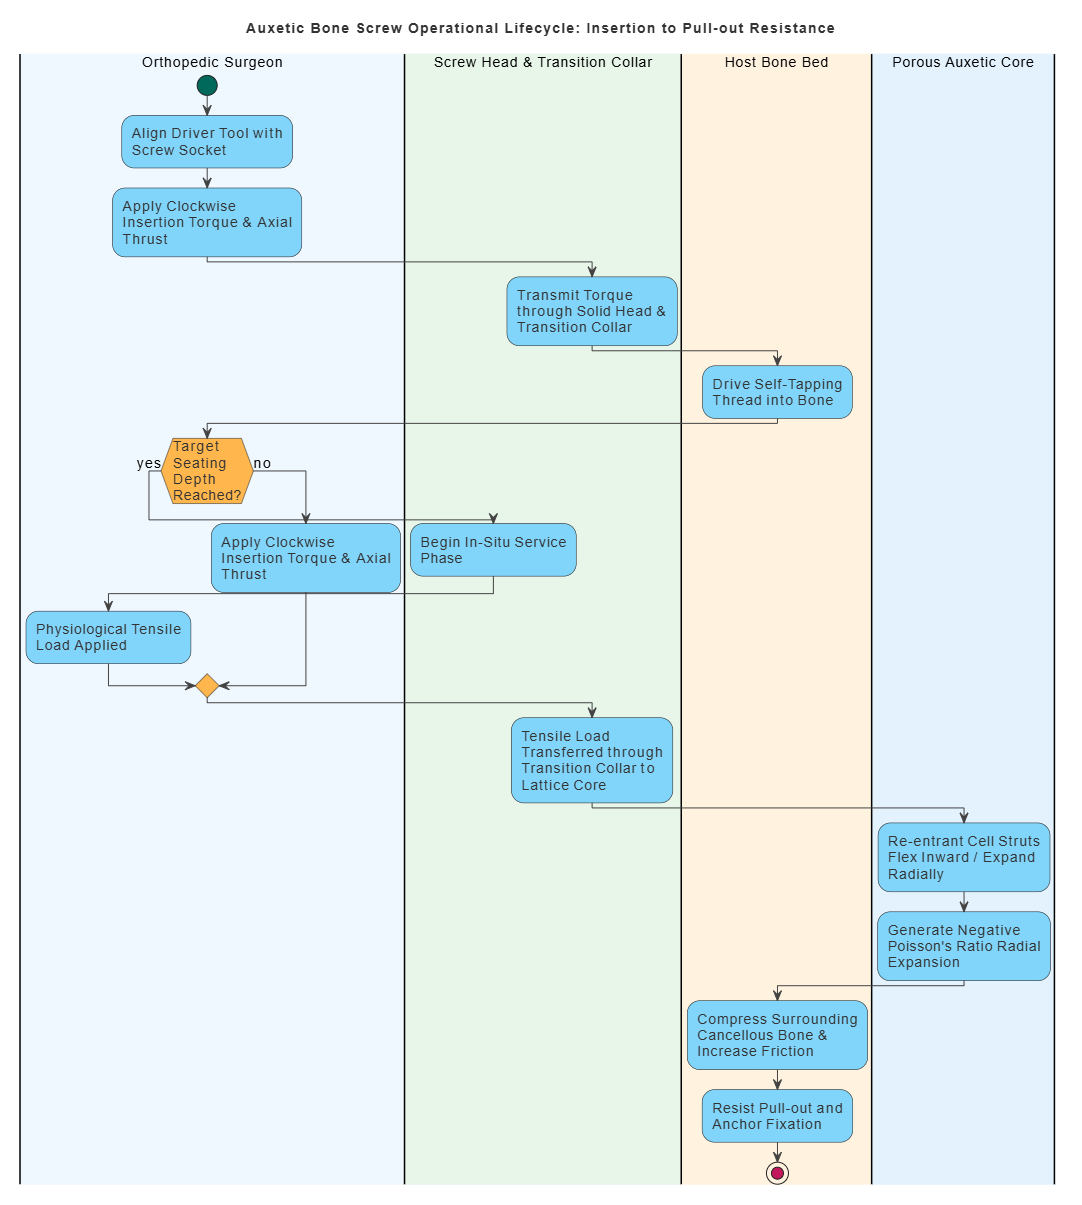 Auxetic Bone Screw Operational Lifecycle: Insertion to Pull-out Resistance
Orthopedic Surgeon
Screw Head & Transition Collar
Host Bone Bed
Porous Auxetic Core
Align Driver Tool with
Screw Socket
Apply Clockwise
Insertion Torque & Axial
Thrust
Transmit Torque
through Solid Head &
Transition Collar
Drive Self-Tapping
Thread into Bone
Target
Seating
Depth
Reached?
yes
no
Apply Clockwise
Insertion Torque & Axial
Thrust
Begin In-Situ Service
Phase
Physiological Tensile
Load Applied
Tensile Load
Transferred through
Transition Collar to
Lattice Core
Re-entrant Cell Struts
Flex Inward / Expand
Radially
Generate Negative
Poisson's Ratio Radial
Expansion
Compress Surrounding
Cancellous Bone &
Increase Friction
Resist Pull-out and
Anchor Fixation